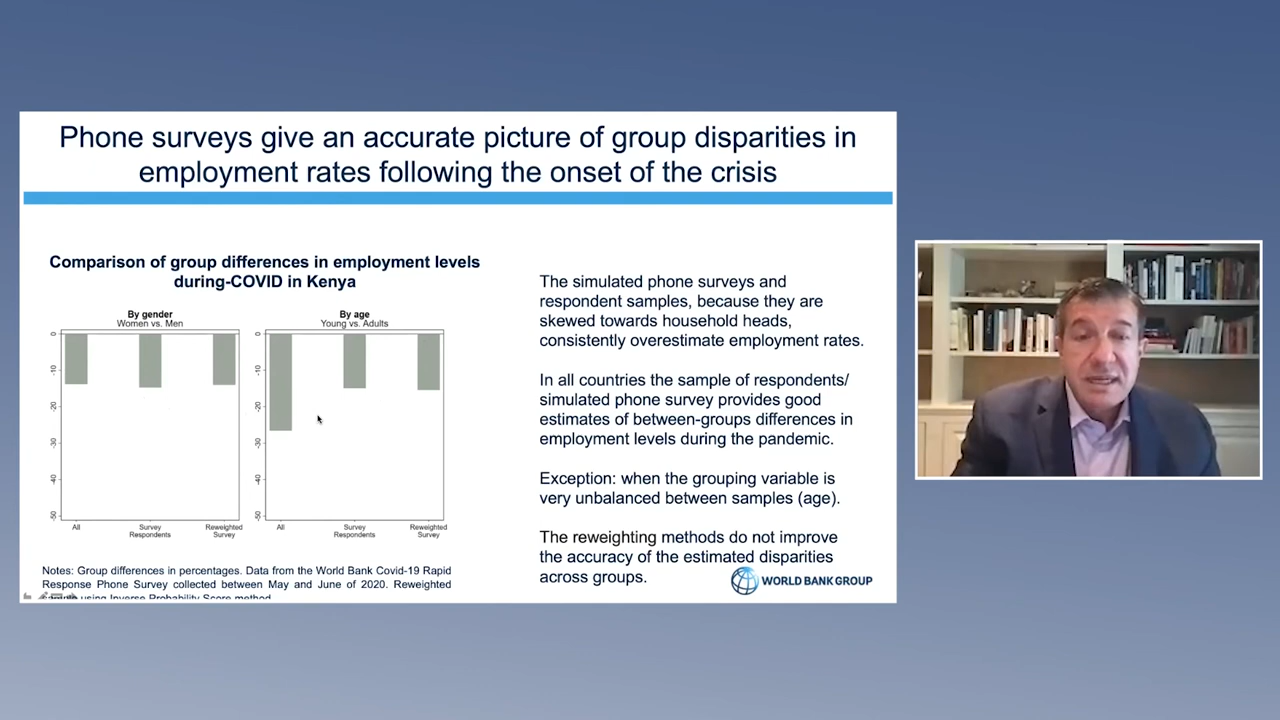 Phone surveys give an accurate picture of group disparities in
employment rates following the onset of the crisis
Comparison of group differences in employment levels
during-COVID in Kenya
By gender
Women vs. Men
0
-10
-20
-30
-40
-50
All
Survey
Respondents
Reweighted
Survey
By age
Young vs. Adults
0
-10
-20
-30
-40
-50
All
Survey
Respondents
Reweighted
Survey
Notes: Group differences in percentages. Data from the World Bank Covid-19 Rapid
Response Phone Survey collected between May and June of 2020. Reweighted
sample using Inverse Probability Score method
The simulated phone surveys and
respondent samples, because they are
skewed towards household heads,
consistently overestimate employment rates.
In all countries the sample of respondents/
simulated phone survey provides good
estimates of between-groups differences in
employment levels during the pandemic.
Exception: when the grouping variable is
very unbalanced between samples (age).
The reweighting methods do not improve
the accuracy of the estimated disparities
across groups.
WORLD BANK GROUP